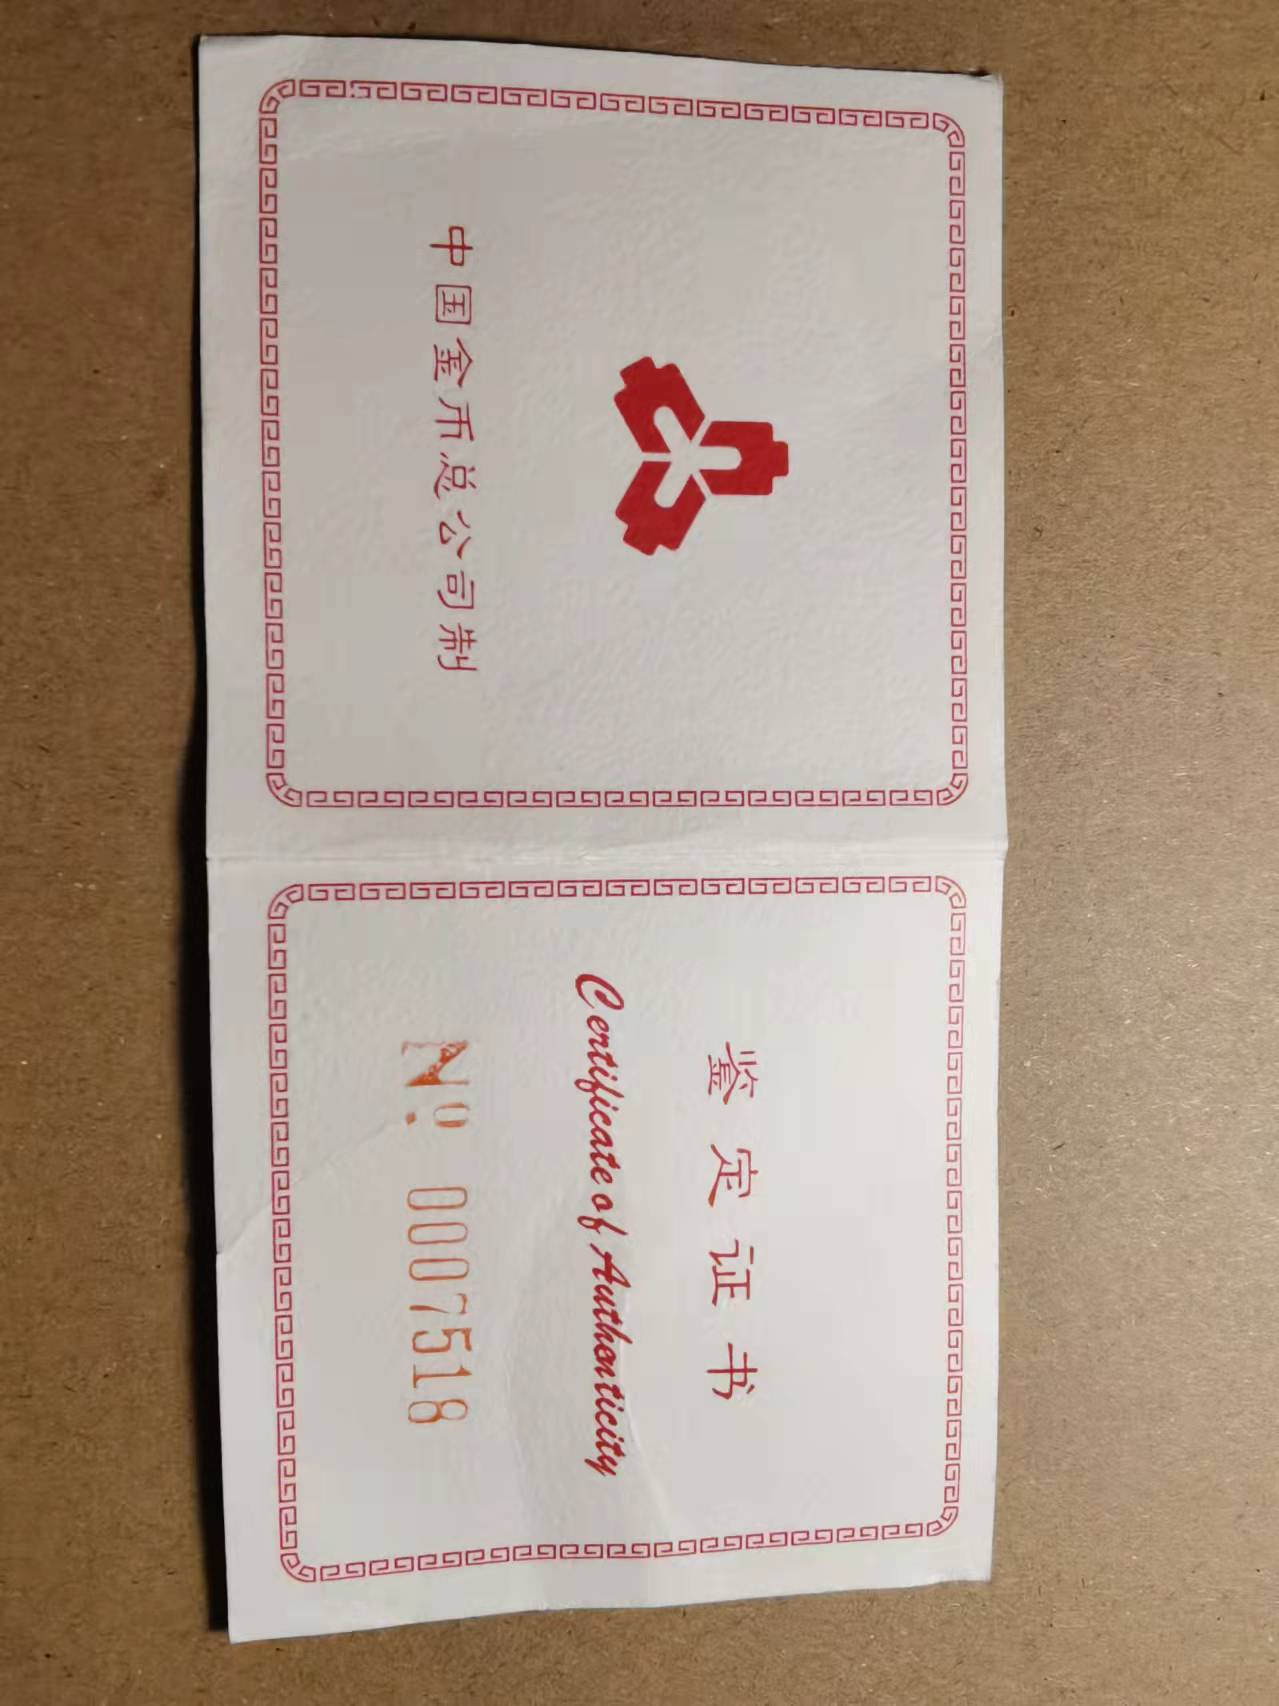 中国金币总公司制
鉴定证书
Certificate of Authenticity
Nº 0007518